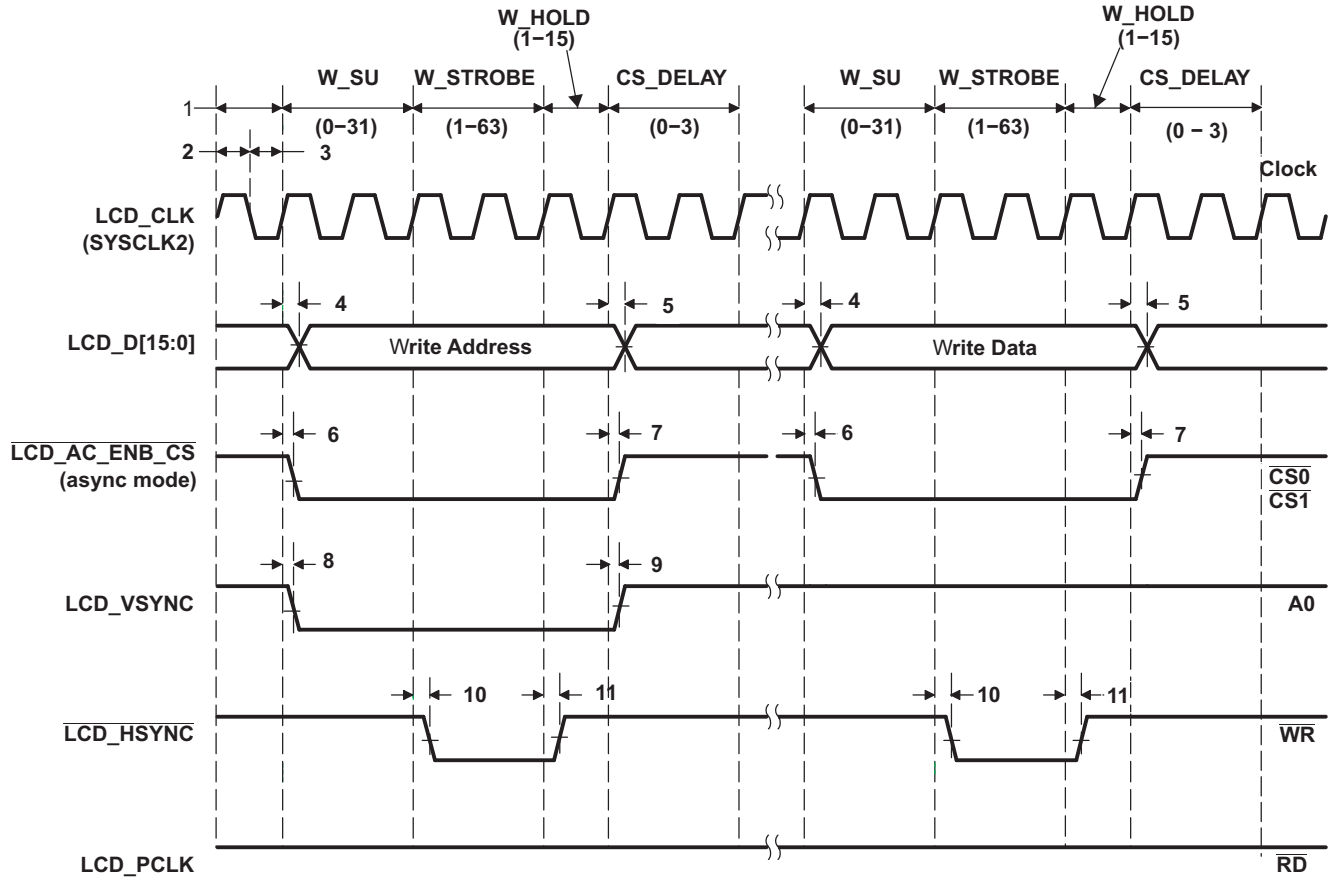 W_HOLD
(1−15)
W_HOLD
(1−15)
W_SU W_STROBE CS_DELAY W_SU W_STROBE CS_DELAY
1
(0−31) (1−63) (0−3) (0−31) (1−63) (0 − 3)
2 3
Clock
LCD_CLK
(SYSCLK2)
4 5 4 5
LCD_D[15:0] Write Address Write Data
6 7 6 7
LCD_AC_ENB_CS
(async mode)
CS0
CS1
8 9
LCD_VSYNC A0
10 11 10 11
LCD_HSYNC WR
LCD_PCLK RD